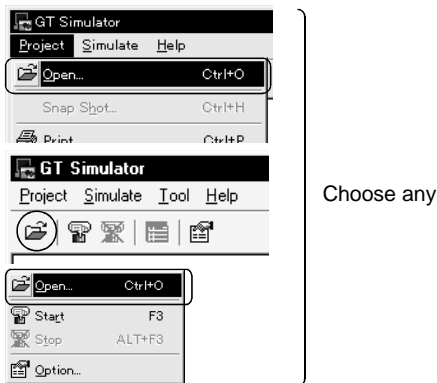 GT Simulator
Project Simulate Help
Open... Ctrl+O
Snap Shot... Ctrl+H
Print Ctrl+P
GT Simulator
Project Simulate Tool Help
Choose any
Open... Ctrl+O
Start F3
Stop ALT+F3
Option...